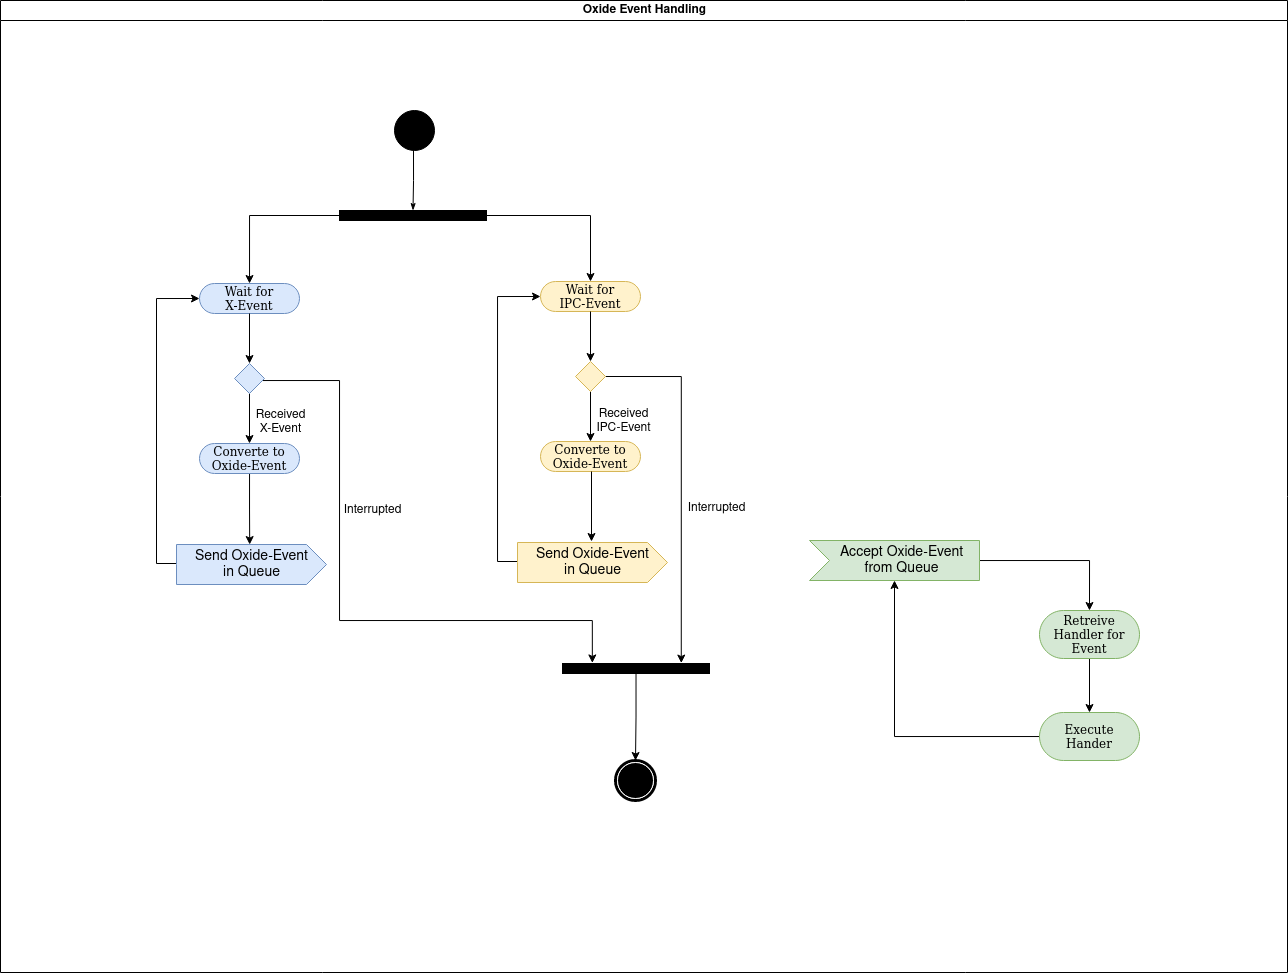 Oxide Event Handling
Wait for
X-Event
Wait for
IPC-Event
Received
X-Event
Received
IPC-Event
Converte to
Oxide-Event
Converte to
Oxide-Event
Interrupted
Interrupted
Send Oxide-Event
in Queue
Send Oxide-Event
in Queue
Accept Oxide-Event
from Queue
Retreive
Handler for
Event
Execute
Hander